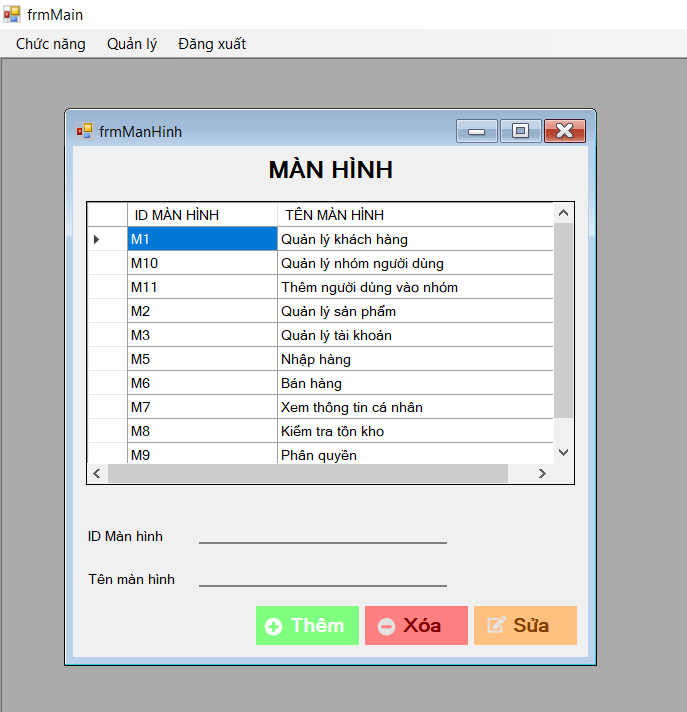 frmMain
Chức năng Quản lý Đăng xuất
frmManHinh
MÀN HÌNH
ID MÀN HÌNH TÊN MÀN HÌNH
M1 Quản lý khách hàng
M10 Quản lý nhóm người dùng
M11 Thêm người dùng vào nhóm
M2 Quản lý sản phẩm
M3 Quản lý tài khoản
M5 Nhập hàng
M6 Bán hàng
M7 Xem thông tin cá nhân
M8 Kiểm tra tồn kho
M9 Phân quyền
ID Màn hình
Tên màn hình
Thêm Xóa Sửa